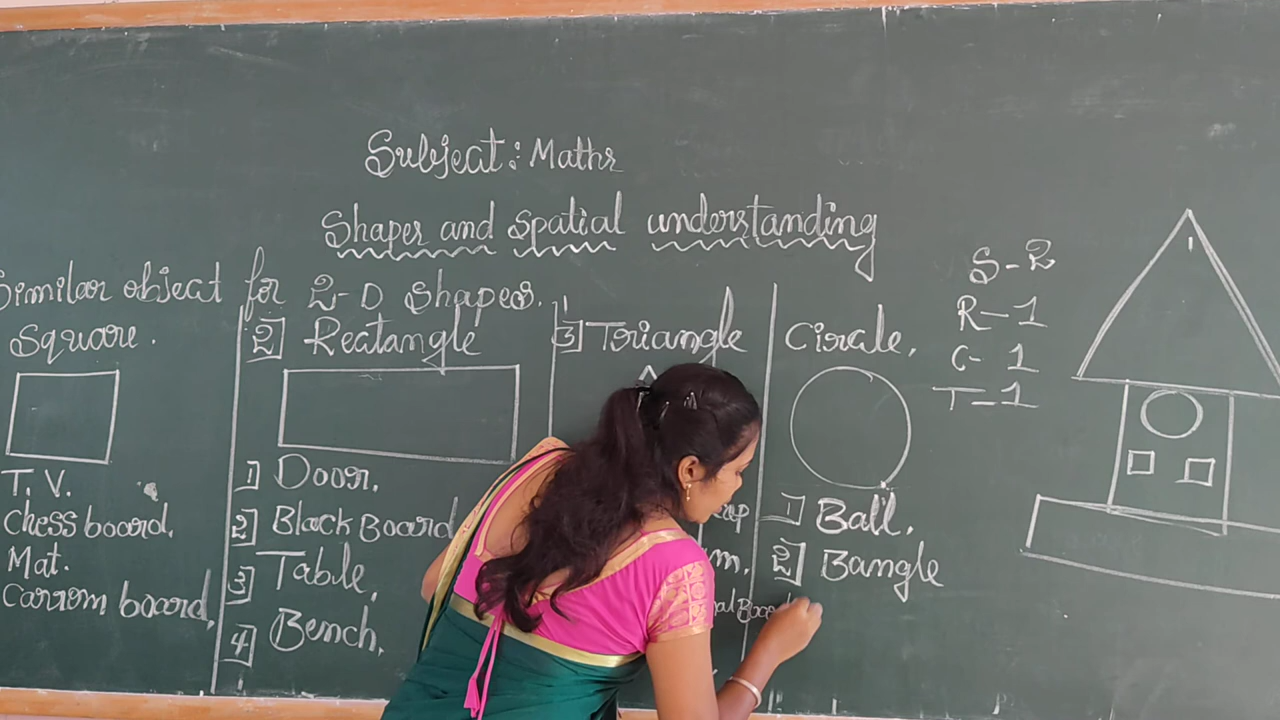 Subject: Maths
Shapes and Spatial understanding
Similar object for 2-D Shapes.
Square.
T.V.
Chess board.
Mat.
Carrom board,
2] Rectangle
1] Door.
2] Black Board
3] Table.
4] Bench.
3] Triangle
Circle.
1] Ball.
2] Bangle
S-2
R-1
C-1
T-1